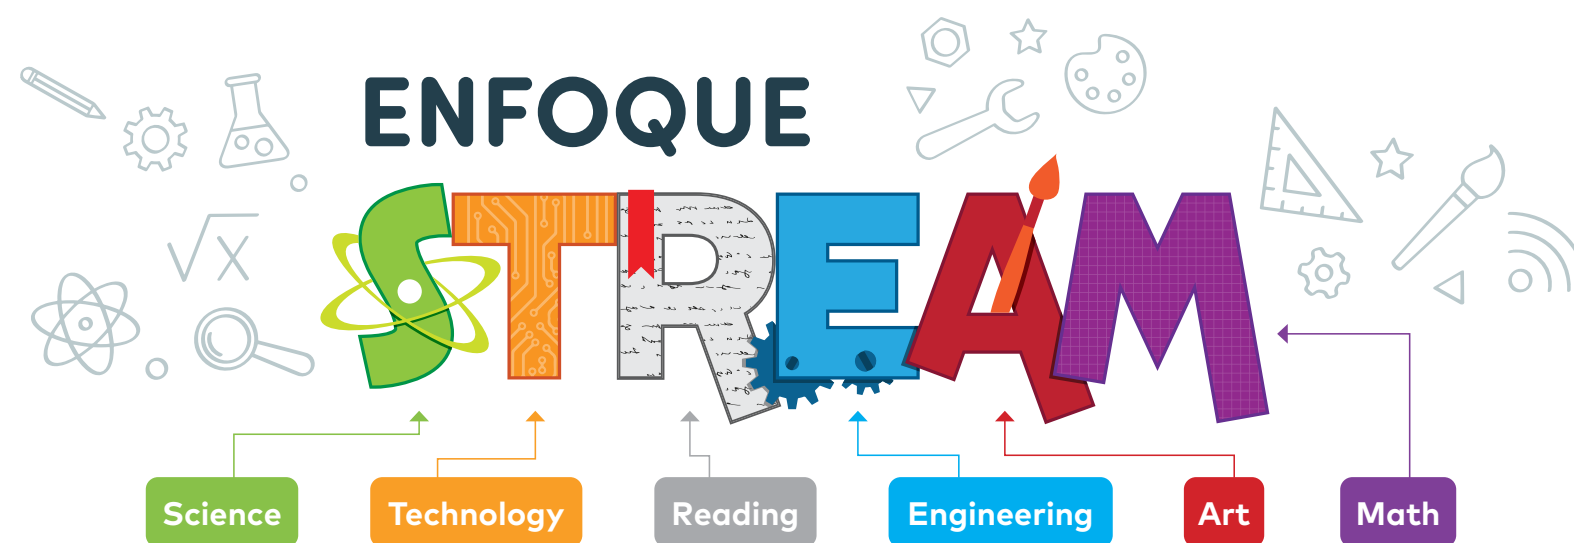 ENFOQUE
STREAM
√X
Science Technology Reading Engineering Art Math